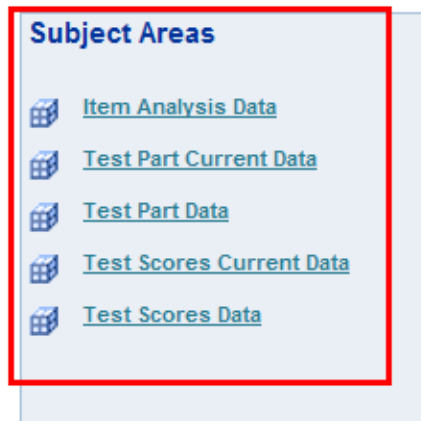 Subject Areas
Item Analysis Data
Test Part Current Data
Test Part Data
Test Scores Current Data
Test Scores Data